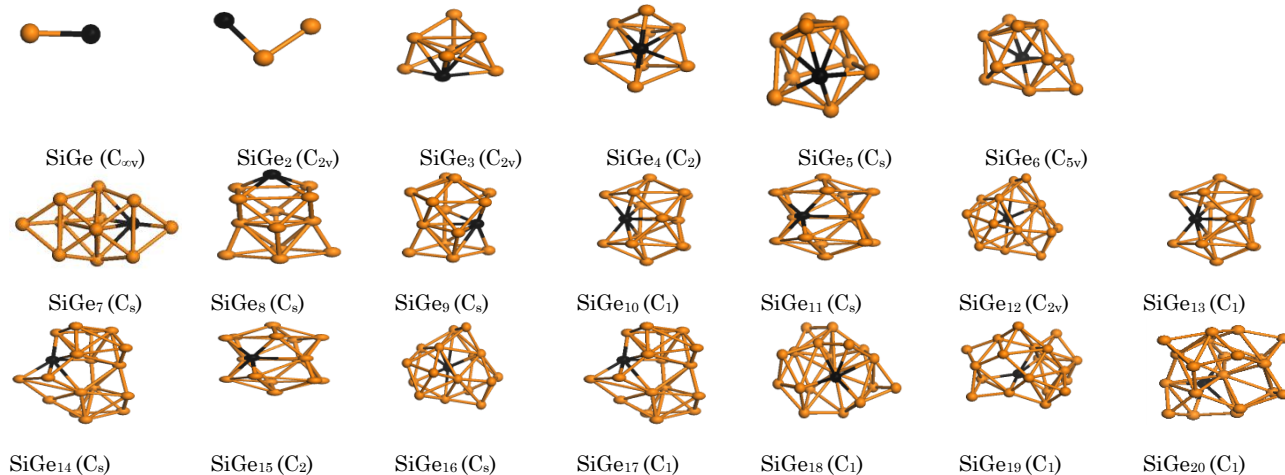 SiGe (C∞v) SiGe₂ (C₂ᵥ) SiGe₃ (C₂ᵥ) SiGe₄ (C₂) SiGe₅ (Cₛ) SiGe₆ (C₅ᵥ)
SiGe₇ (Cₛ) SiGe₈ (Cₛ) SiGe₉ (Cₛ) SiGe₁₀ (C₁) SiGe₁₁ (Cₛ) SiGe₁₂ (C₂ᵥ) SiGe₁₃ (C₁)
SiGe₁₄ (Cₛ) SiGe₁₅ (C₂) SiGe₁₆ (Cₛ) SiGe₁₇ (C₁) SiGe₁₈ (C₁) SiGe₁₉ (C₁) SiGe₂₀ (C₁)